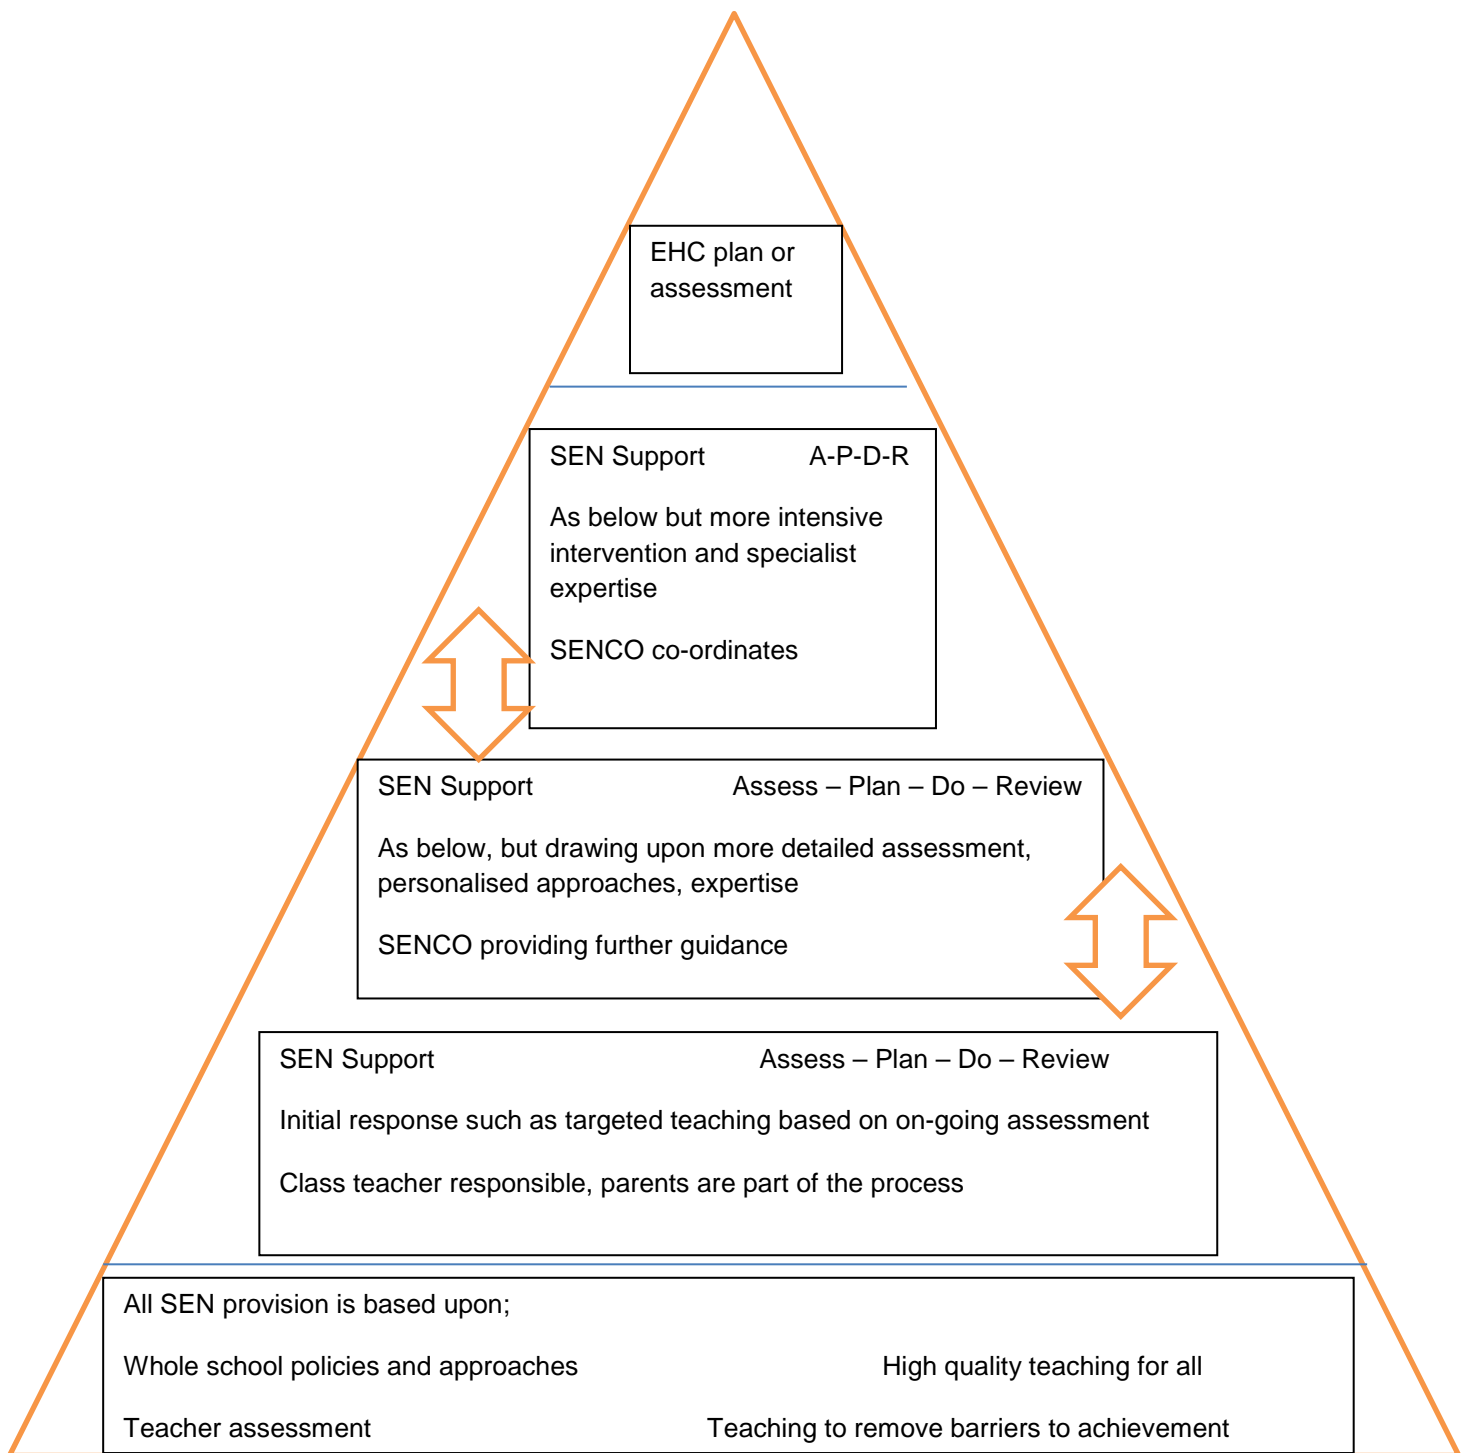 EHC plan or
assessment
SEN Support A-P-D-R
As below but more intensive
intervention and specialist
expertise
SENCO co-ordinates
SEN Support Assess – Plan – Do – Review
As below, but drawing upon more detailed assessment,
personalised approaches, expertise
SENCO providing further guidance
SEN Support Assess – Plan – Do – Review
Initial response such as targeted teaching based on on-going assessment
Class teacher responsible, parents are part of the process
All SEN provision is based upon;
Whole school policies and approaches High quality teaching for all
Teacher assessment Teaching to remove barriers to achievement